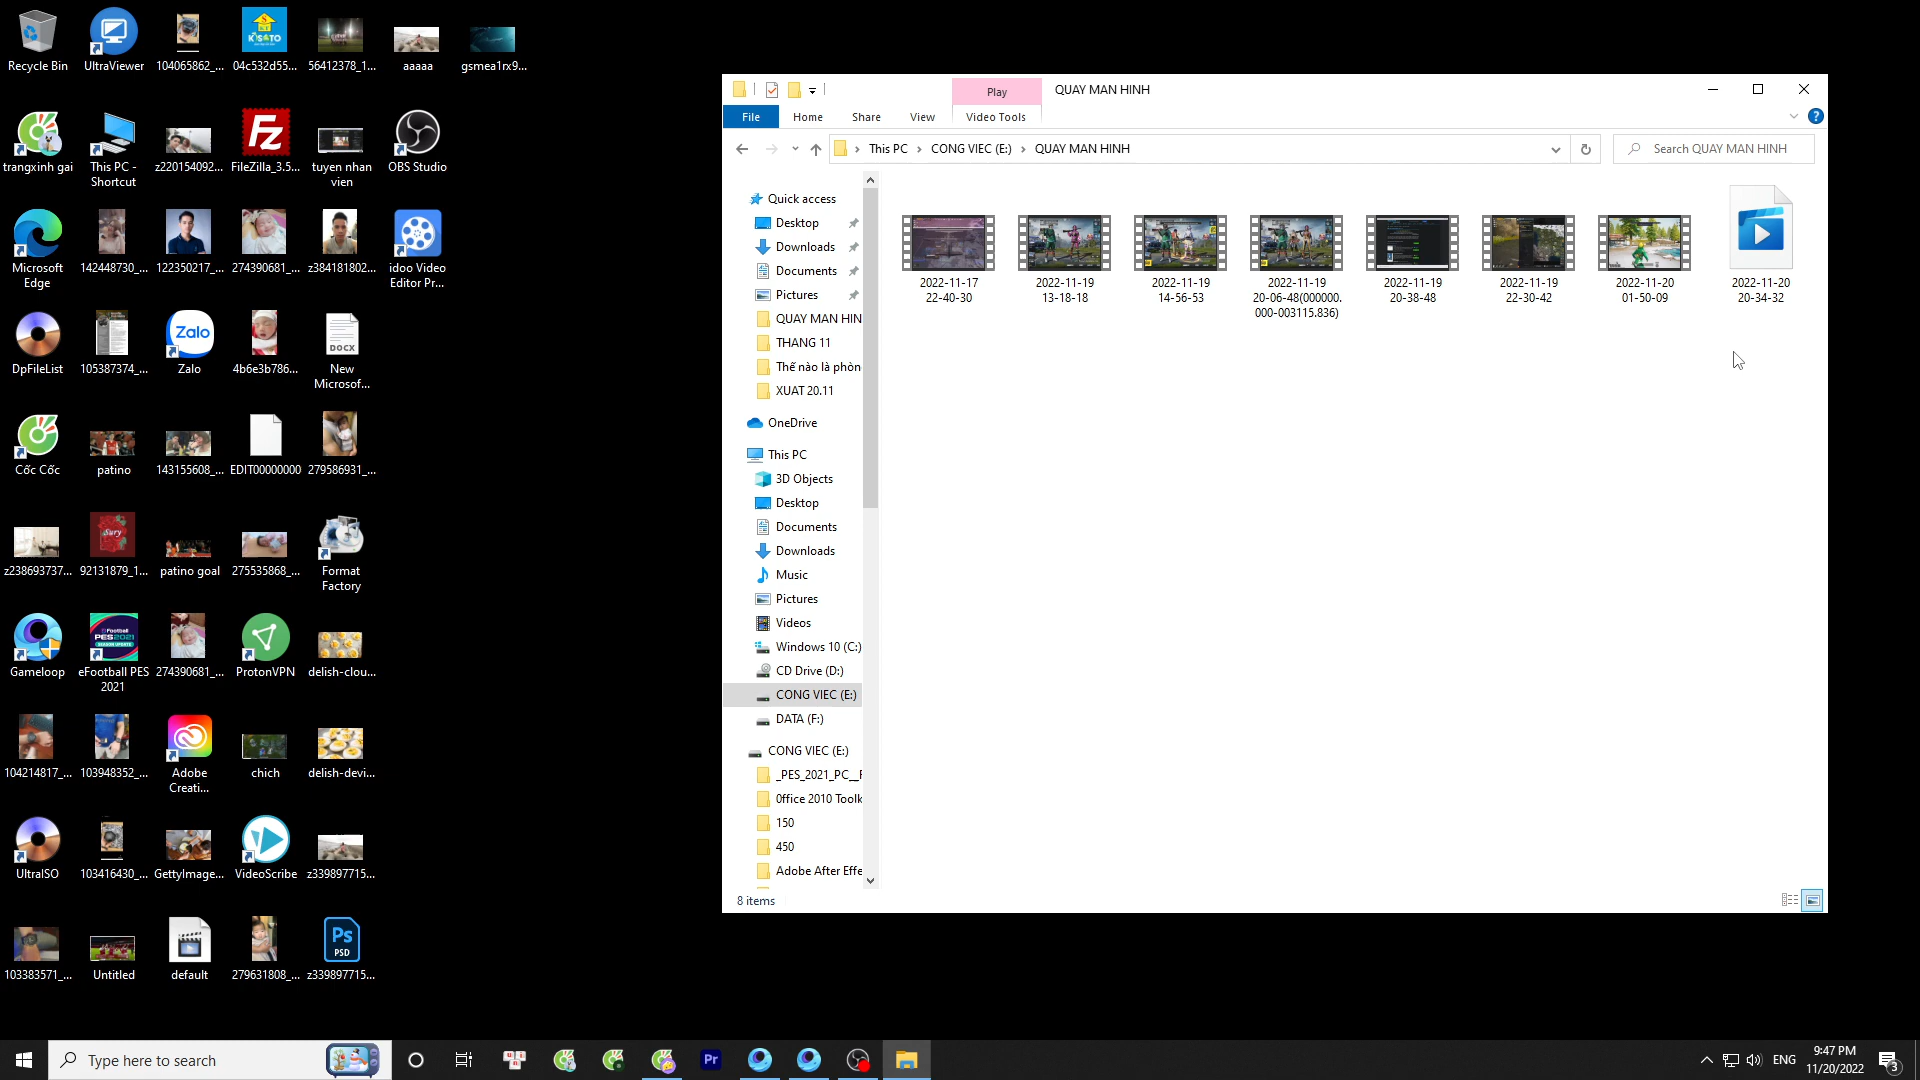 Recycle Bin
UltraViewer
104065862_...
04c532d55...
56412378_1...
aaaaa
gsmea1rx9...
trangxinh gai
This PC -
Shortcut
z220154092...
FileZilla_3.5...
tuyen nhan
vien
OBS Studio
Microsoft
Edge
142448730_...
122350217_...
274390681_...
z384181802...
idoo Video
Editor Pr...
DpFileList
105387374_...
Zalo
Zalo
4b6e3b786...
DOCX
New
Microsof...
Cốc Cốc
patino
143155608_...
EDIT00000000
279586931_...
z238693737...
92131879_1...
patino goal
275535868_...
Format
Factory
Gameloop
eFootball PES
2021
274390681_...
ProtonVPN
delish-clou...
104214817_...
103948352_...
Adobe
Creati...
chich
delish-devi...
UltraISO
103416430_...
GettyImage...
VideoScribe
z339897715...
103383571_...
Untitled
default
279631808_...
Ps
PSD
z339897715...
Play
QUAY MAN HINH
File
Home
Share
View
Video Tools
This PC
CONG VIEC (E:)
QUAY MAN HINH
Search QUAY MAN HINH
Quick access
Desktop
Downloads
Documents
Pictures
QUAY MAN HIN
THANG 11
Thế nào là phòn
XUAT 20.11
OneDrive
This PC
3D Objects
Desktop
Documents
Downloads
Music
Pictures
Videos
Windows 10 (C:)
CD Drive (D:)
CONG VIEC (E:)
DATA (F:)
CONG VIEC (E:)
_PES_2021_PC_F
0ffice 2010 Toolk
150
450
Adobe After Effe
2022-11-17
22-40-30
2022-11-19
13-18-18
2022-11-19
14-56-53
2022-11-19
20-06-48(000000.
000-003115.836)
2022-11-19
20-38-48
2022-11-19
22-30-42
2022-11-20
01-50-09
2022-11-20
20-34-32
8 items
Type here to search
Pr
ENG
9:47 PM
11/20/2022
3